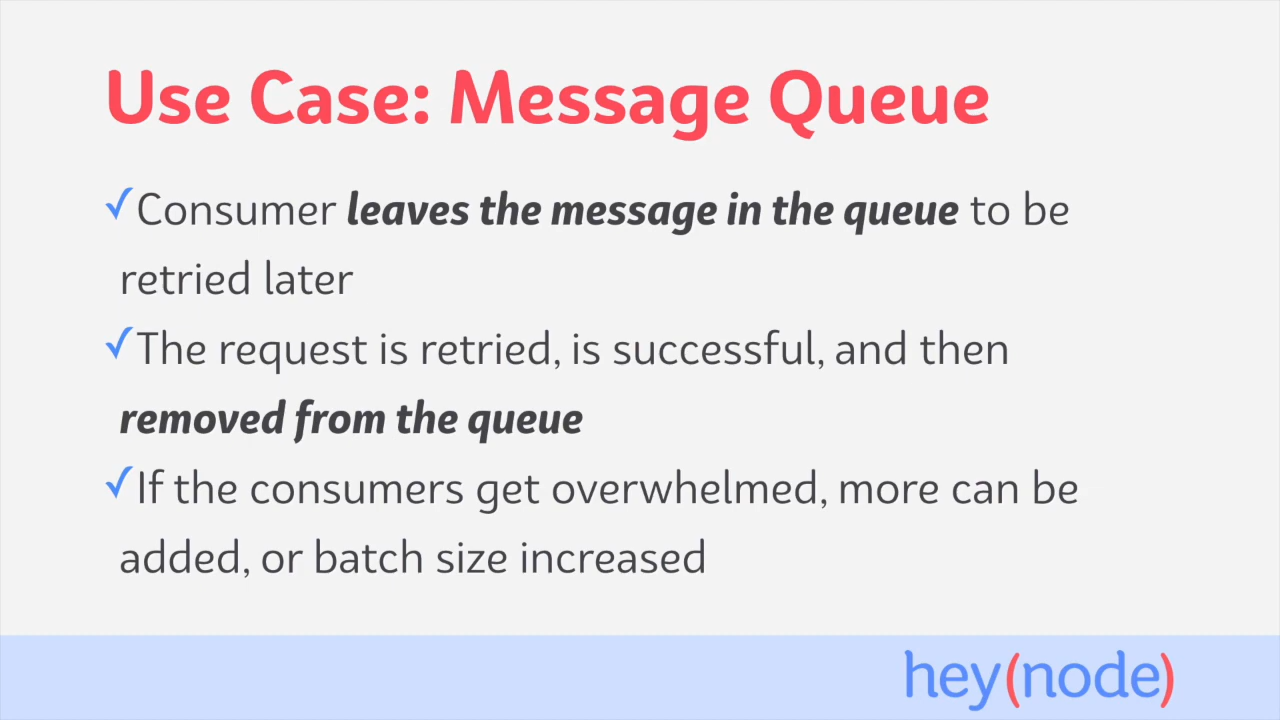 Use Case: Message Queue
✓Consumer leaves the message in the queue to be
retried later
✓The request is retried, is successful, and then
removed from the queue
✓If the consumers get overwhelmed, more can be
added, or batch size increased
hey(node)